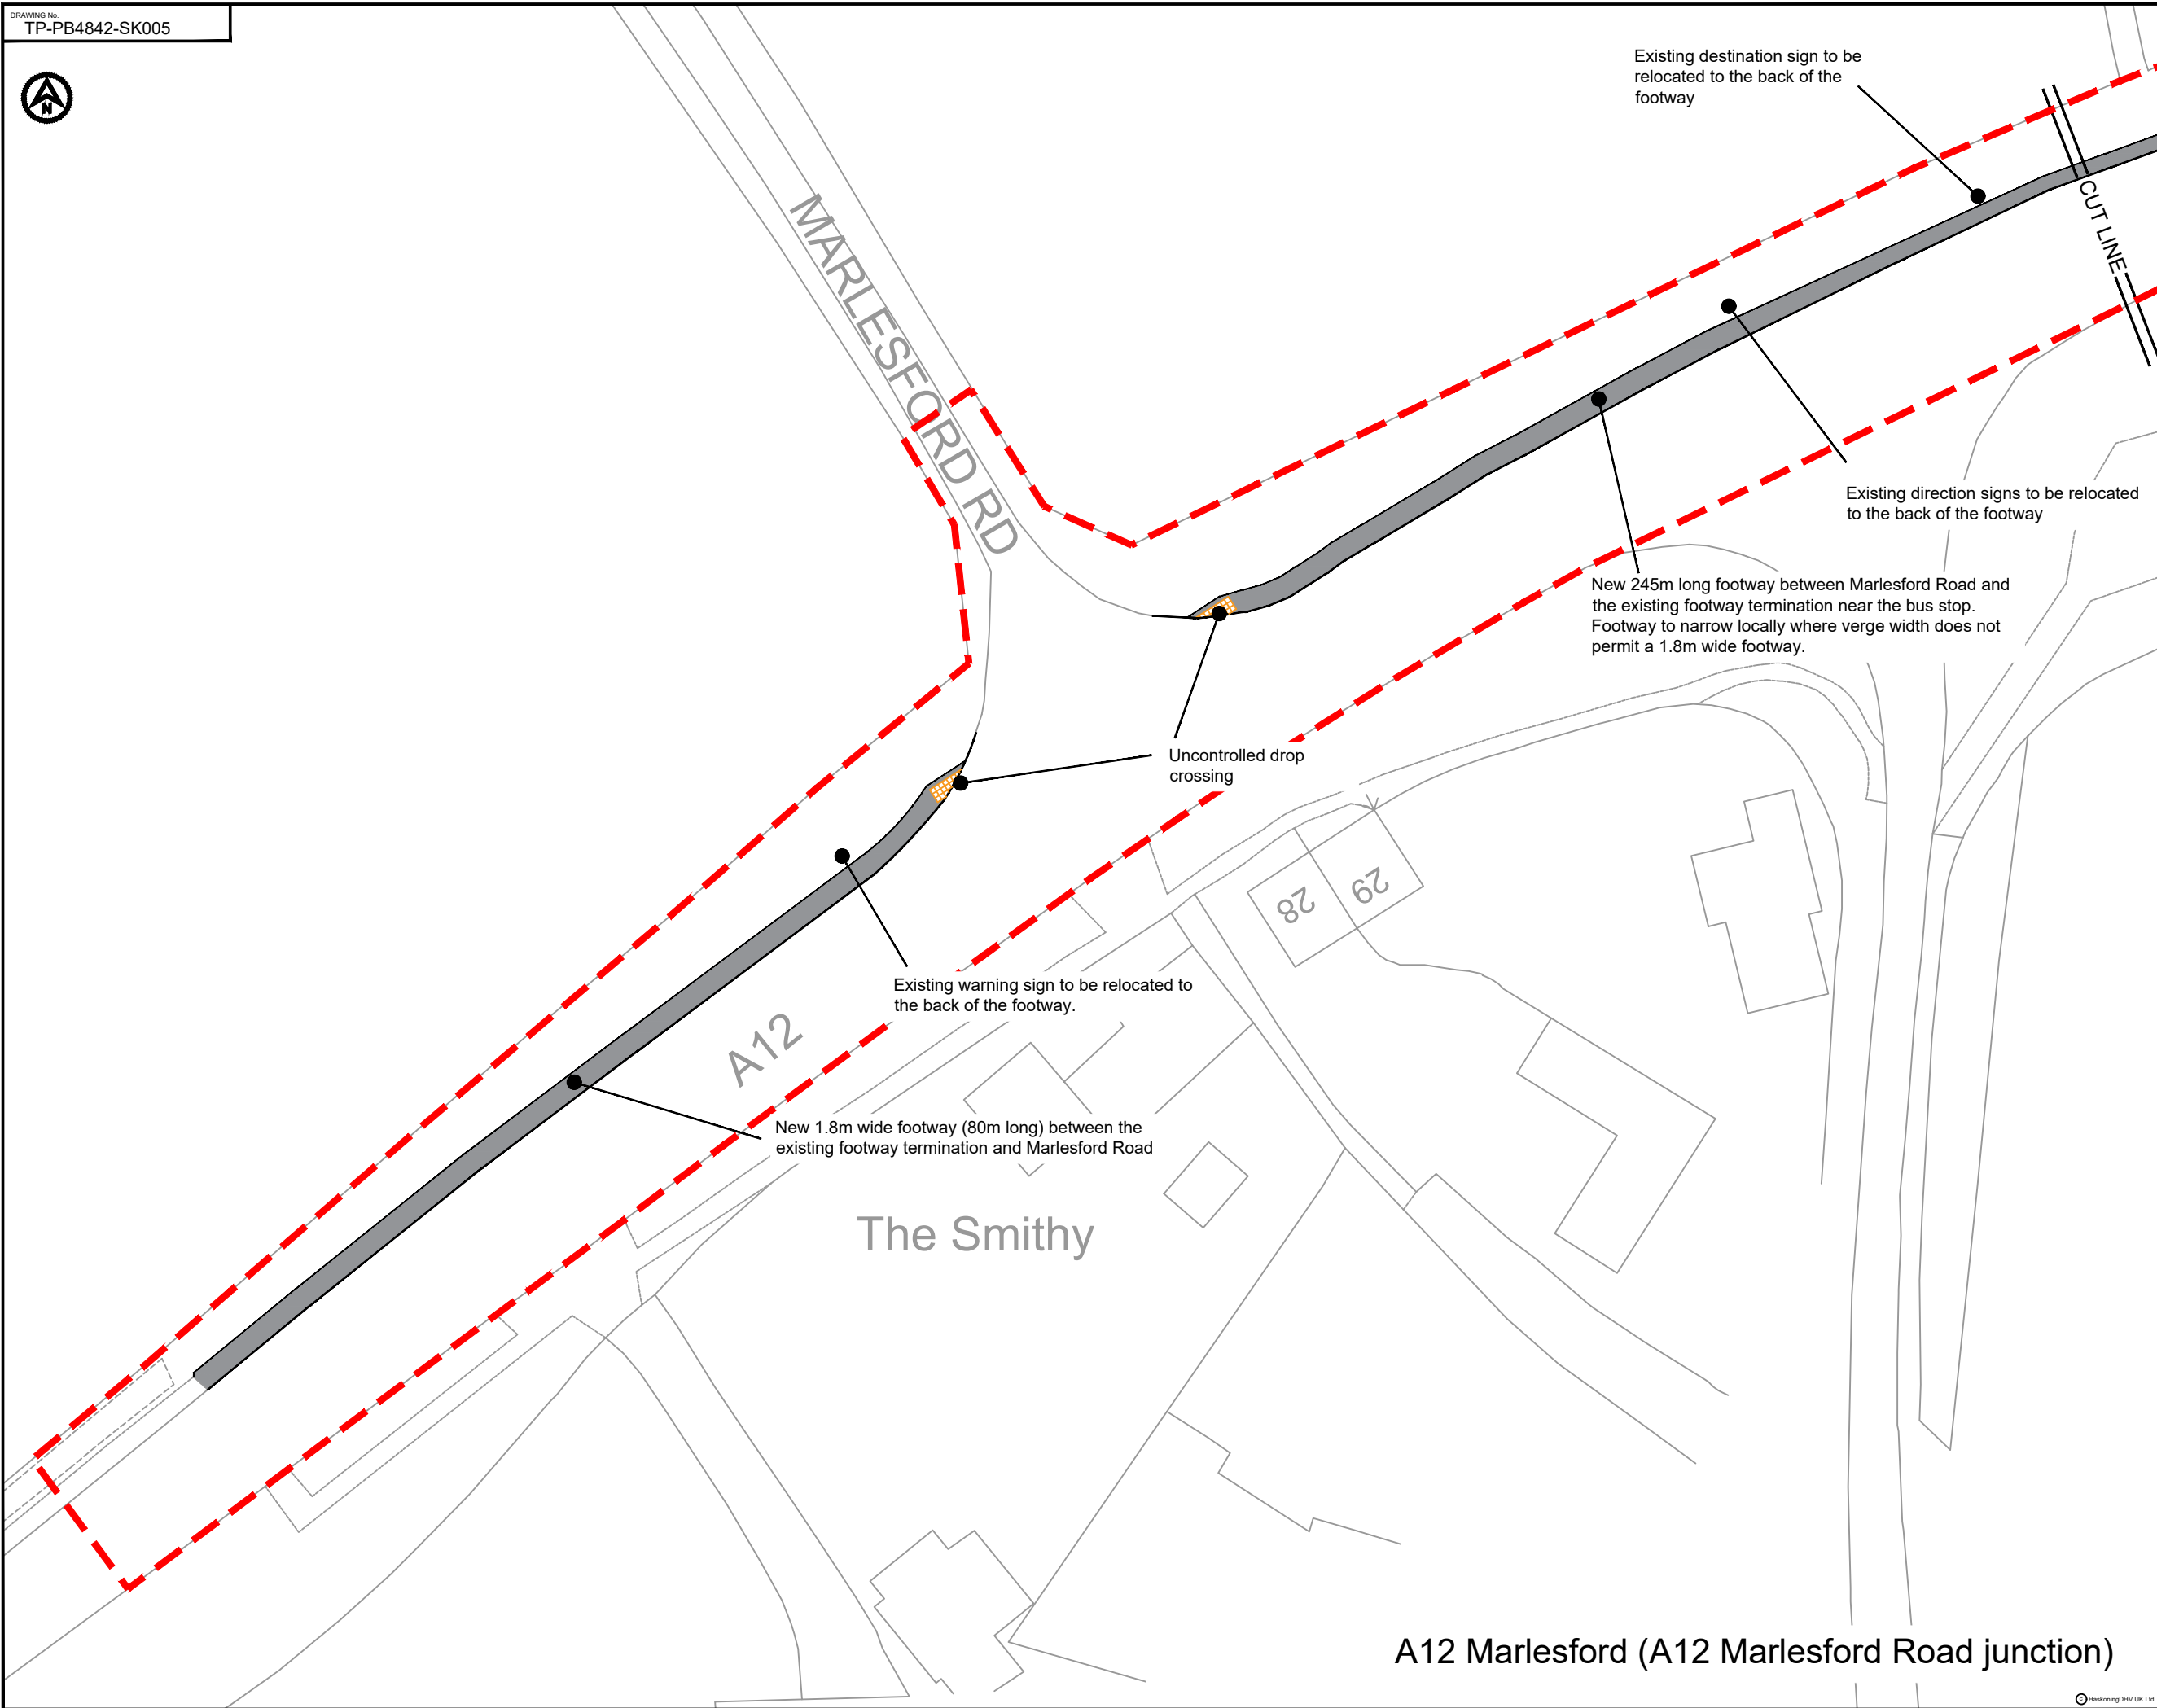 DRAWING No.
TP-PB4842-SK005
N
Existing destination sign to be
relocated to the back of the
footway
CUT LINE
MARLESFORD RD
Existing direction signs to be relocated
to the back of the footway
New 245m long footway between Marlesford Road and
the existing footway termination near the bus stop.
Footway to narrow locally where verge width does not
permit a 1.8m wide footway.
Uncontrolled drop
crossing
28
29
Existing warning sign to be relocated to
the back of the footway.
A12
New 1.8m wide footway (80m long) between the
existing footway termination and Marlesford Road
The Smithy
A12 Marlesford (A12 Marlesford Road junction)
© HaskoningDHV UK Ltd.